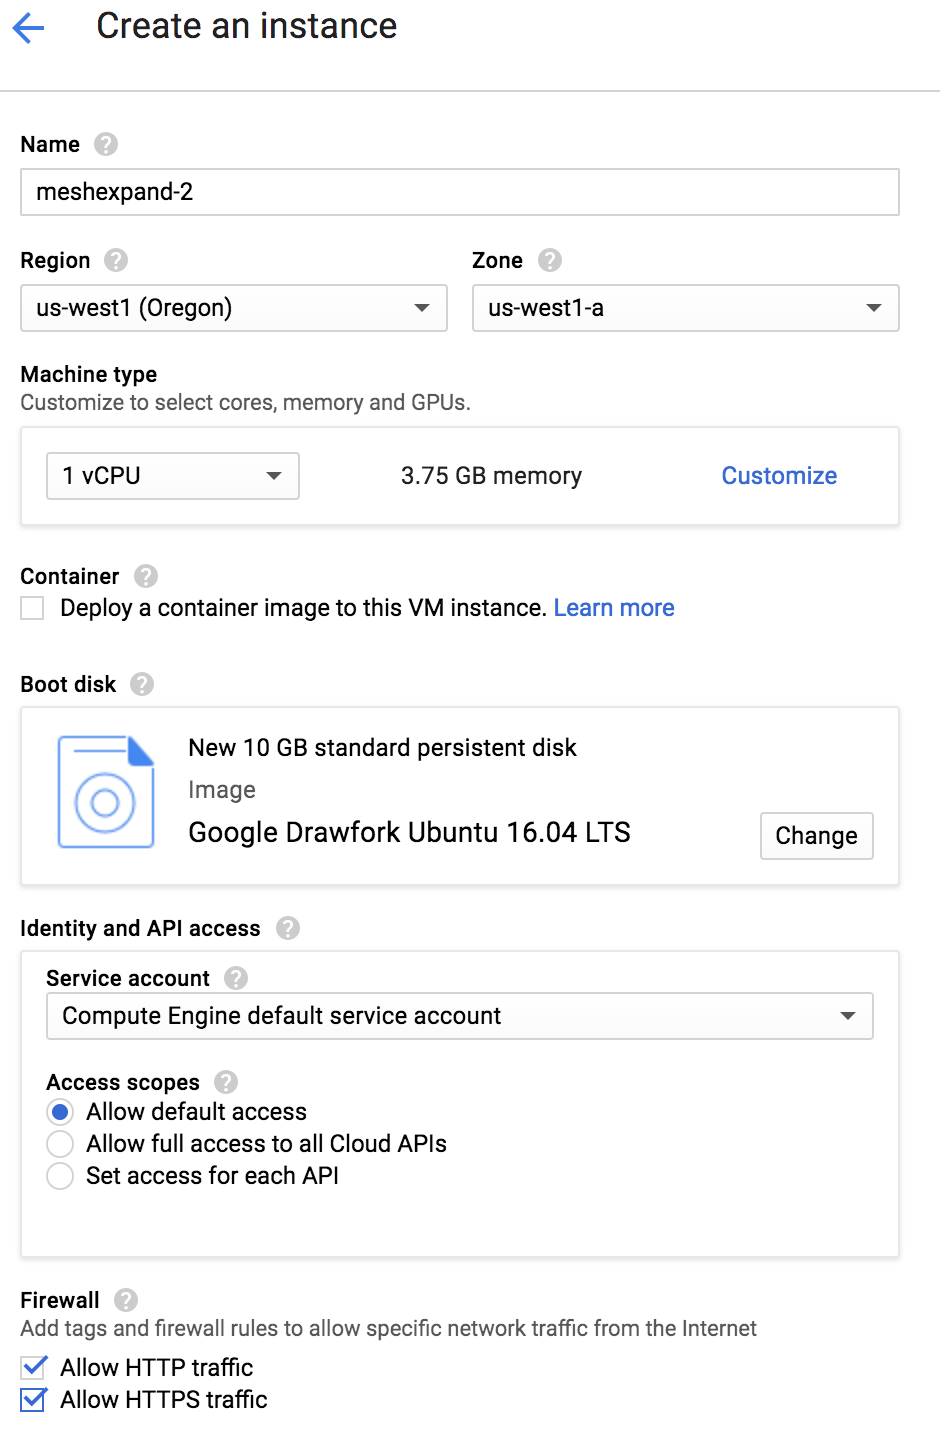 Create an instance
Name ?
meshexpand-2
Region ? Zone ?
us-west1 (Oregon) us-west1-a
Machine type
Customize to select cores, memory and GPUs.
1 vCPU 3.75 GB memory Customize
Container ?
Deploy a container image to this VM instance. Learn more
Boot disk ?
New 10 GB standard persistent disk
Image
Google Drawfork Ubuntu 16.04 LTS
Change
Identity and API access ?
Service account ?
Compute Engine default service account
Access scopes ?
Allow default access
Allow full access to all Cloud APIs
Set access for each API
Firewall ?
Add tags and firewall rules to allow specific network traffic from the Internet
Allow HTTP traffic
Allow HTTPS traffic